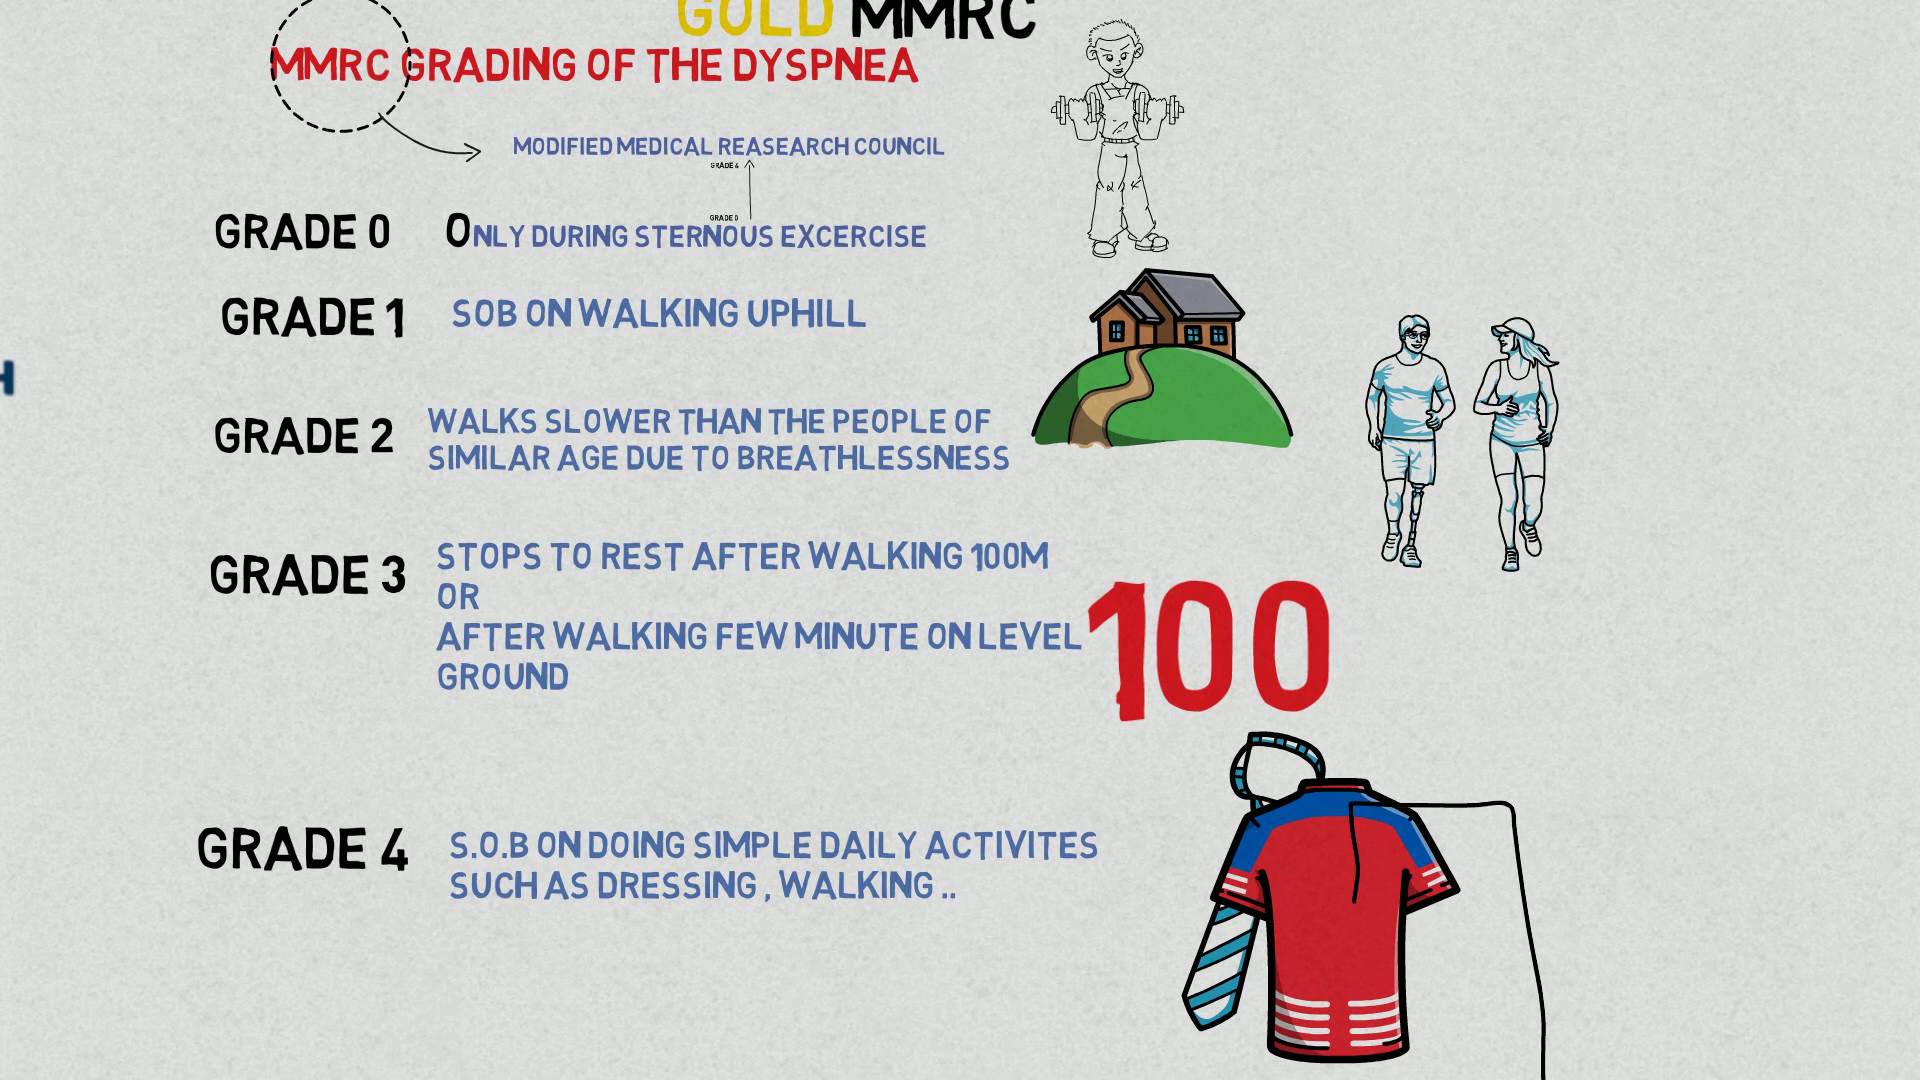 GOLD MMRC
MMRC GRADING OF THE DYSPNEA
MODIFIED MEDICAL REASEARCH COUNCIL
GRADE 4
GRADE 0
GRADE 0 ONLY DURING STERNOUS EXCERCISE
GRADE 1 SOB ON WALKING UPHILL
GRADE 2
WALKS SLOWER THAN THE PEOPLE OF
SIMILAR AGE DUE TO BREATHLESSNESS
GRADE 3
STOPS TO REST AFTER WALKING 100M
OR
AFTER WALKING FEW MINUTE ON LEVEL
GROUND
100
GRADE 4
S.O.B ON DOING SIMPLE DAILY ACTIVITES
SUCH AS DRESSING , WALKING ..